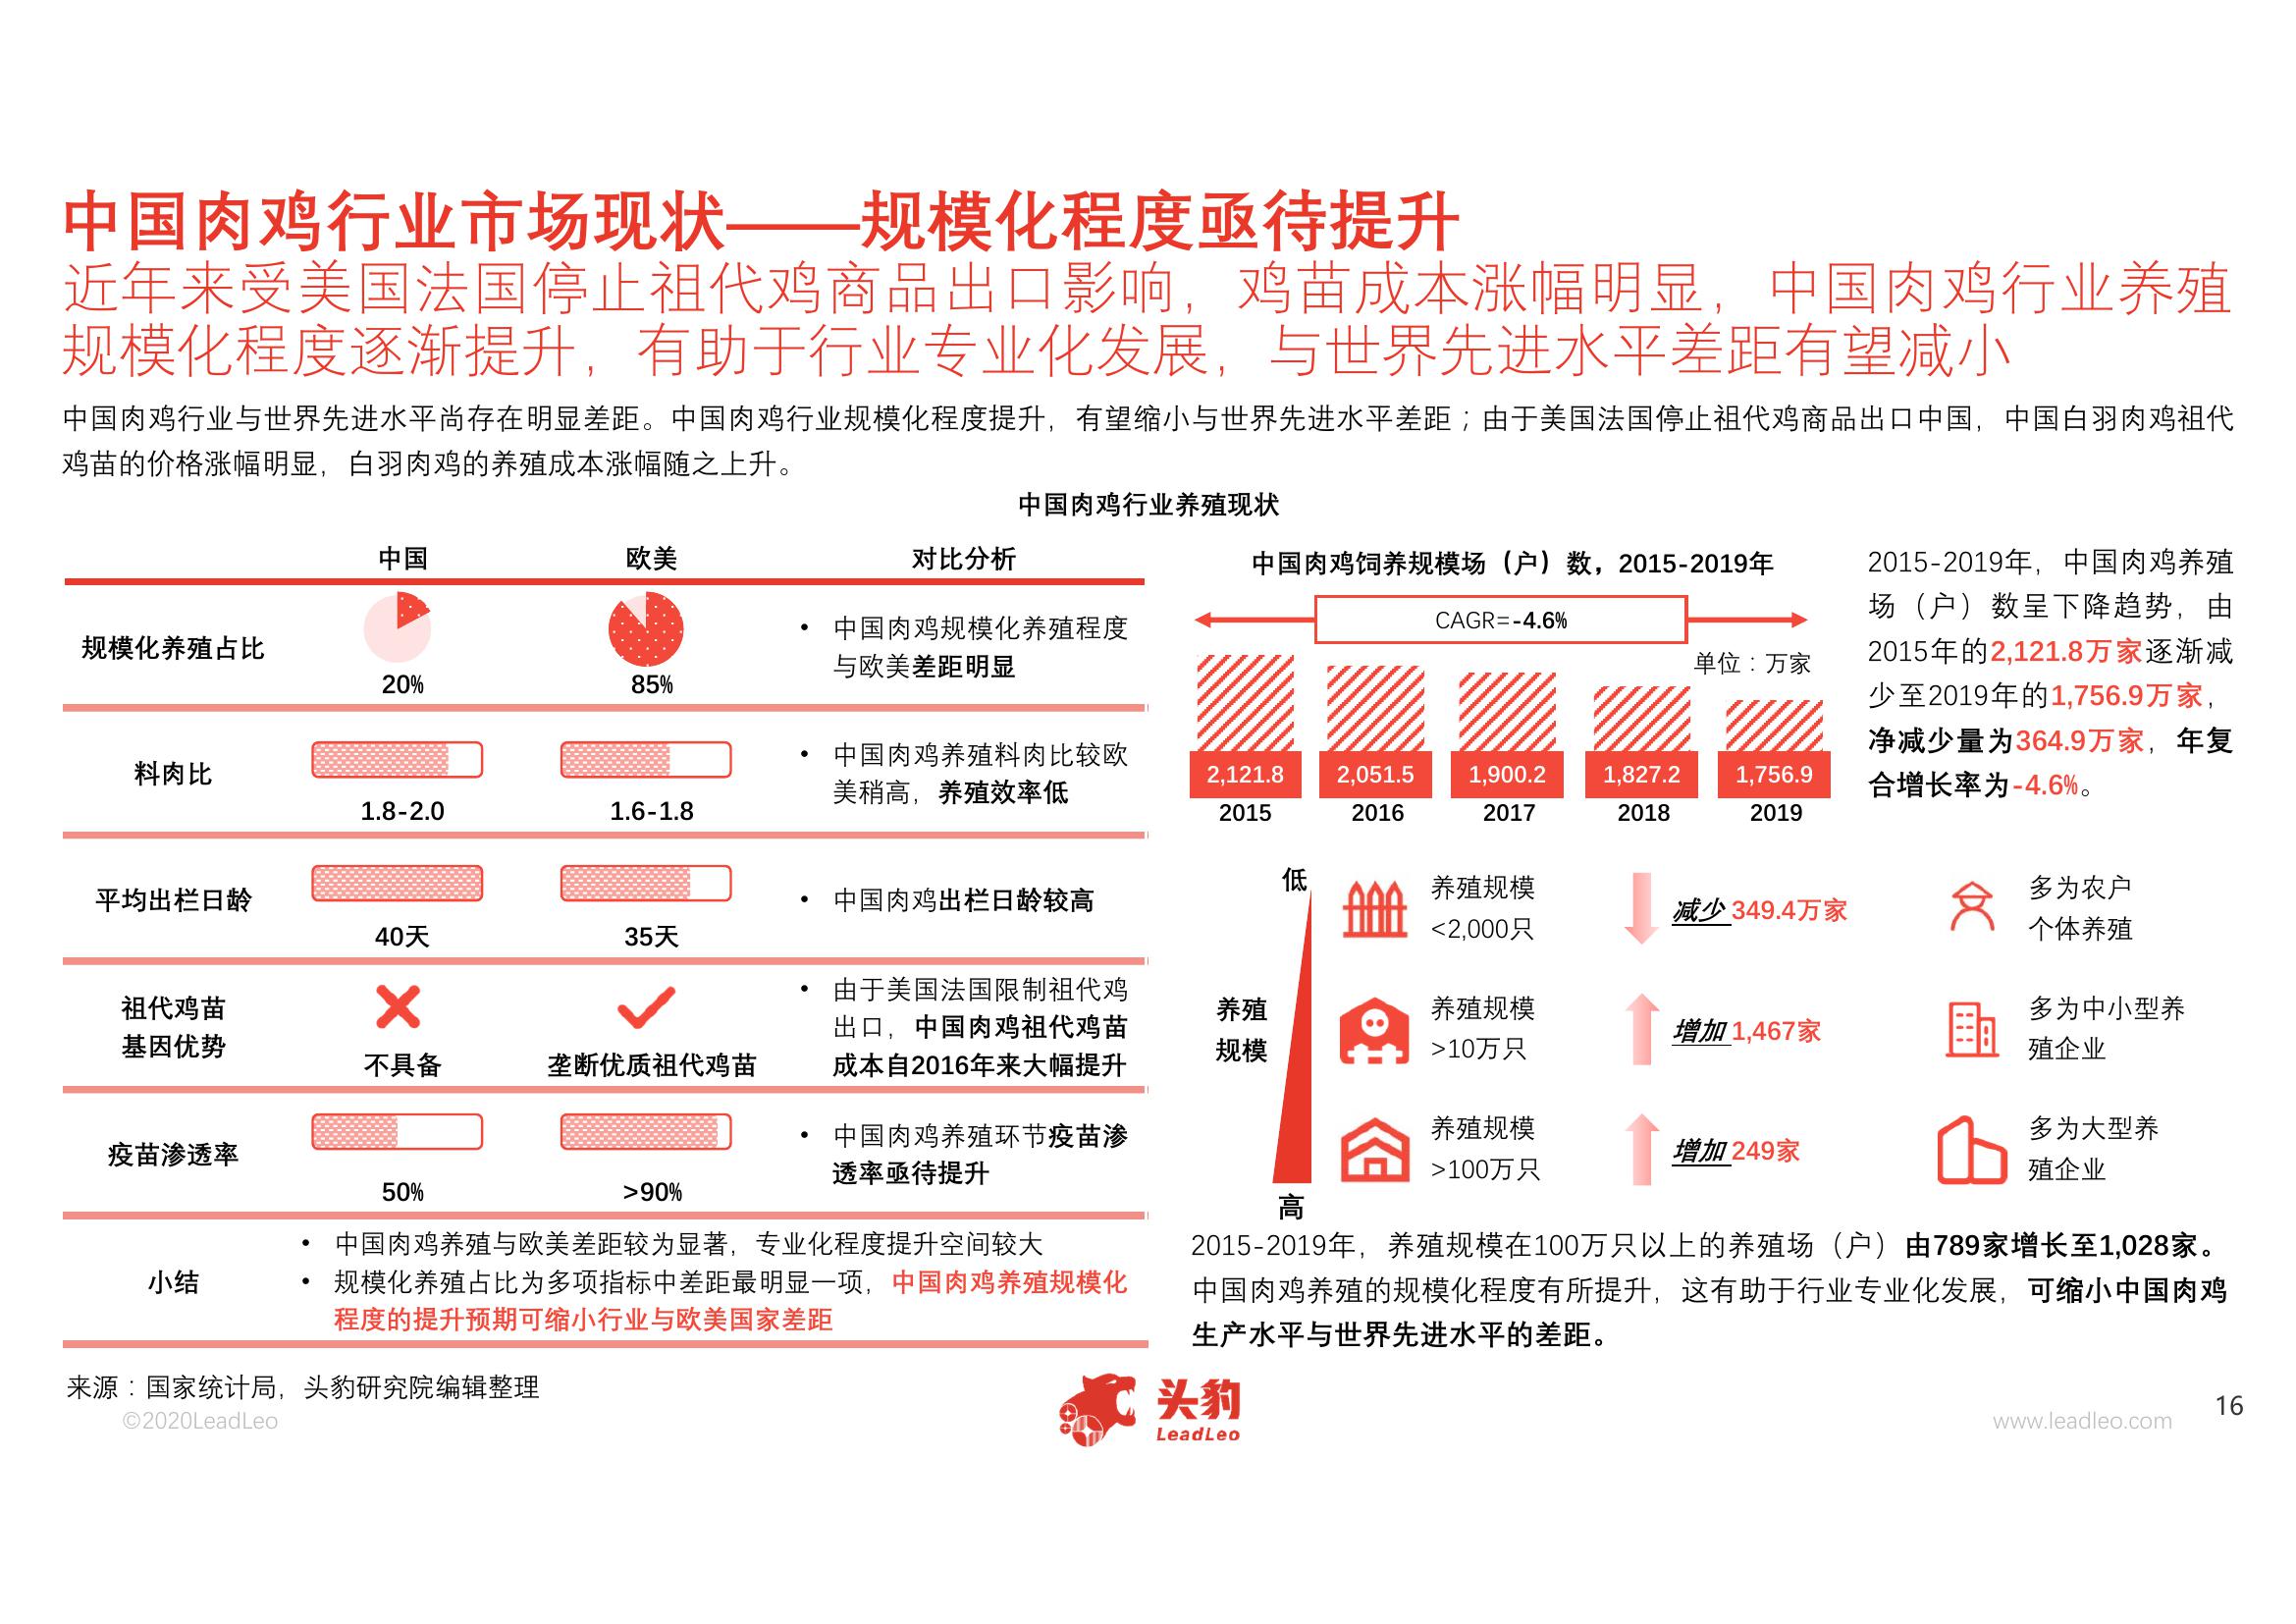 中国肉鸡行业市场现状——规模化程度亟待提升
近年来受美国法国停止祖代鸡商品出口影响，鸡苗成本涨幅明显，中国肉鸡行业养殖
规模化程度逐渐提升，有助于行业专业化发展，与世界先进水平差距有望减小
中国肉鸡行业与世界先进水平尚存在明显差距。中国肉鸡行业规模化程度提升，有望缩小与世界先进水平差距；由于美国法国停止祖代鸡商品出口中国，中国白羽肉鸡祖代
鸡苗的价格涨幅明显，白羽肉鸡的养殖成本涨幅随之上升。
中国肉鸡行业养殖现状
中国 欧美 对比分析
规模化养殖占比
20%
85%
• 中国肉鸡规模化养殖程度
与欧美差距明显
料肉比
1.8-2.0
1.6-1.8
• 中国肉鸡养殖料肉比较欧
美稍高，养殖效率低
平均出栏日龄
40天
35天
• 中国肉鸡出栏日龄较高
祖代鸡苗
基因优势
不具备
垄断优质祖代鸡苗
• 由于美国法国限制祖代鸡
出口，中国肉鸡祖代鸡苗
成本自2016年来大幅提升
疫苗渗透率
50%
>90%
• 中国肉鸡养殖环节疫苗渗
透率亟待提升
小结
• 中国肉鸡养殖与欧美差距较为显著，专业化程度提升空间较大
• 规模化养殖占比为多项指标中差距最明显一项，中国肉鸡养殖规模化
程度的提升预期可缩小行业与欧美国家差距
中国肉鸡饲养规模场（户）数，2015-2019年
CAGR=-4.6%
单位：万家
2,121.8 2,051.5 1,900.2 1,827.2 1,756.9
2015 2016 2017 2018 2019
2015-2019年，中国肉鸡养殖
场（户）数呈下降趋势，由
2015年的2,121.8万家逐渐减
少至2019年的1,756.9万家，
净减少量为364.9万家，年复
合增长率为-4.6%。
低
养殖
规模
高
养殖规模
<2,000只
减少 349.4万家
多为农户
个体养殖
养殖规模
>10万只
增加 1,467家
多为中小型养
殖企业
养殖规模
>100万只
增加 249家
多为大型养
殖企业
2015-2019年，养殖规模在100万只以上的养殖场（户）由789家增长至1,028家。
中国肉鸡养殖的规模化程度有所提升，这有助于行业专业化发展，可缩小中国肉鸡
生产水平与世界先进水平的差距。
来源：国家统计局，头豹研究院编辑整理
©2020LeadLeo
头豹
LeadLeo
www.leadleo.com
16